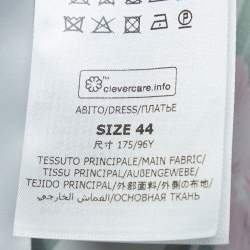 clevercare.info
ABITO/DRESS/ПЛАТЬЕ
SIZE 44
尺寸 175/96Y
TESSUTO PRINCIPALE/MAIN FABRIC/
TISSU PRINCIPAL/AUßENGEWEBE/
TEJIDO PRINCIPAL/外部面料/外側の布地/
القماش الخارجي/ОСНОВНАЯ ТКАНЬ